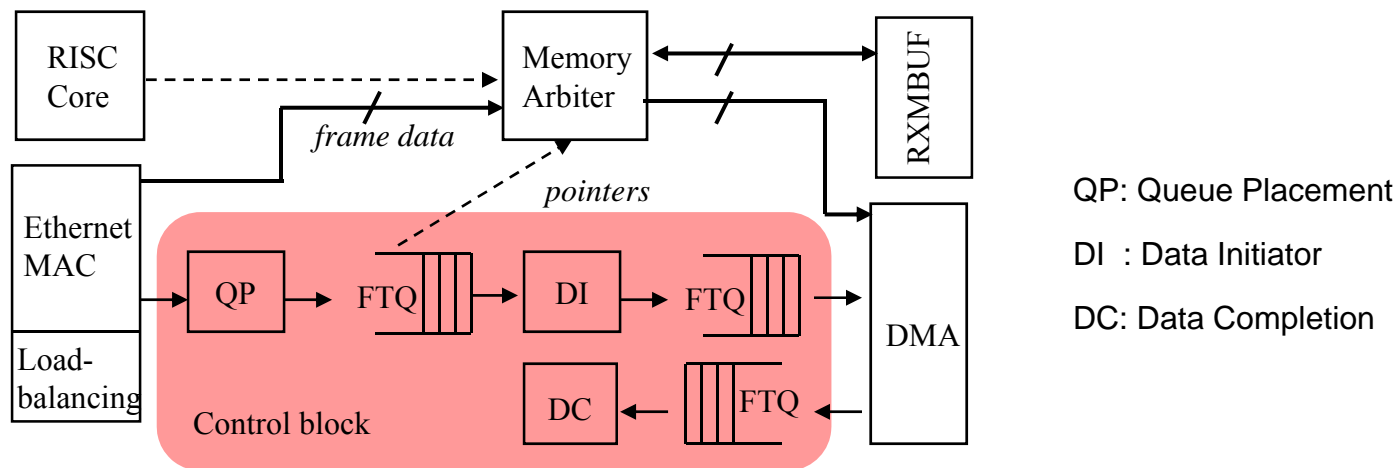 RISC
Core
Memory
Arbiter
RXMBUF
frame data
pointers
Ethernet
MAC
Load-
balancing
QP
FTQ
DI
FTQ
DMA
DC
FTQ
Control block
QP: Queue Placement
DI : Data Initiator
DC: Data Completion